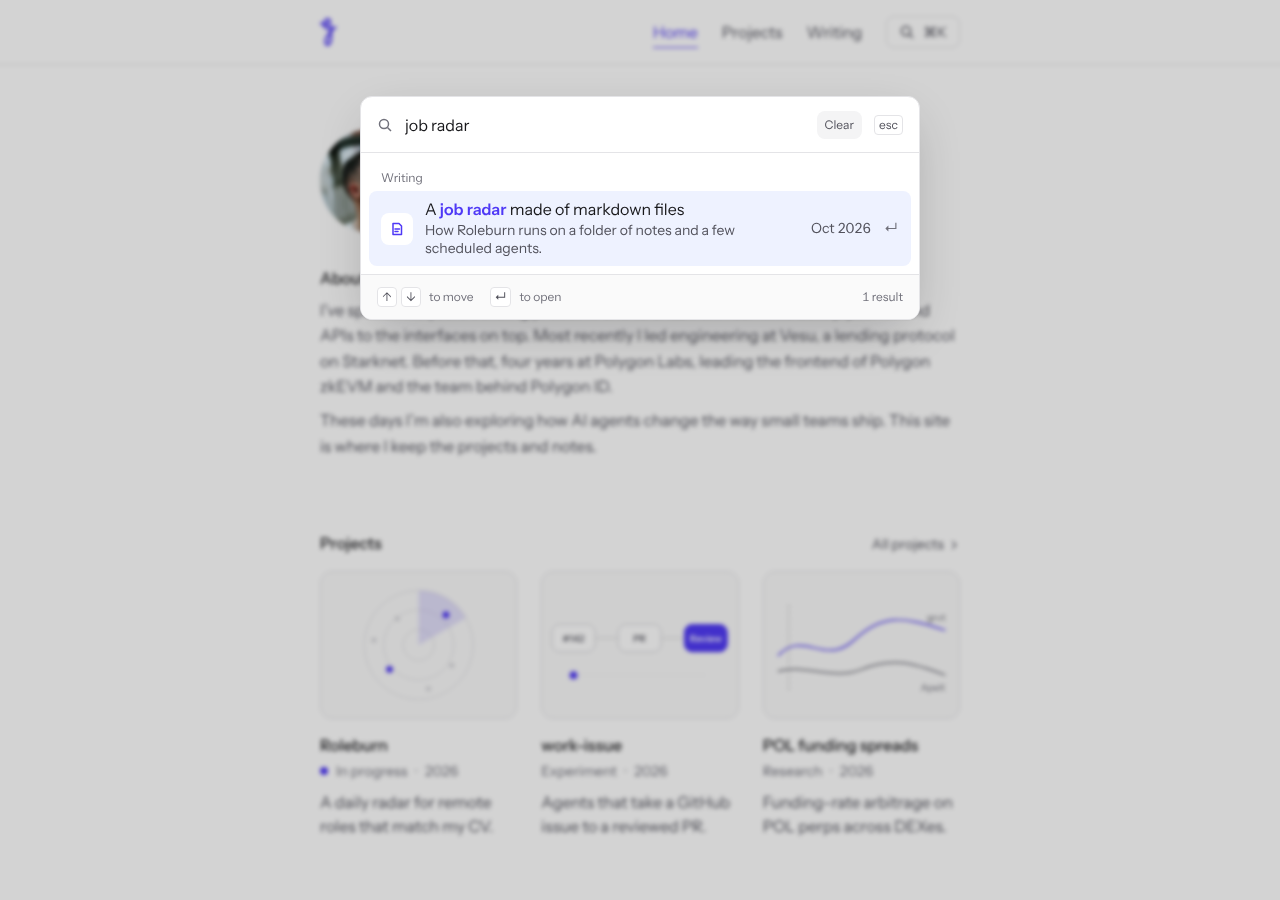 Home
Projects
Writing
⌘K
job radar
Clear
esc
Writing
A job radar made of markdown files
How Roleburn runs on a folder of notes and a few
scheduled agents.
Oct 2026
to move
to open
1 result
APIs to the interfaces on top. Most recently I led engineering at Vesu, a lending protocol
on Starknet. Before that, four years at Polygon Labs, leading the frontend of Polygon
zkEVM and the team behind Polygon ID.
These days I'm also exploring how AI agents change the way small teams ship. This site
is where I keep the projects and notes.
Projects
All projects
PR
Review
Roleburn
In progress · 2026
A daily radar for remote
roles that match my CV.
work-issue
Experiment · 2026
Agents that take a GitHub
issue to a reviewed PR.
POL funding spreads
Research · 2026
Funding-rate arbitrage on
POL perps across DEXes.